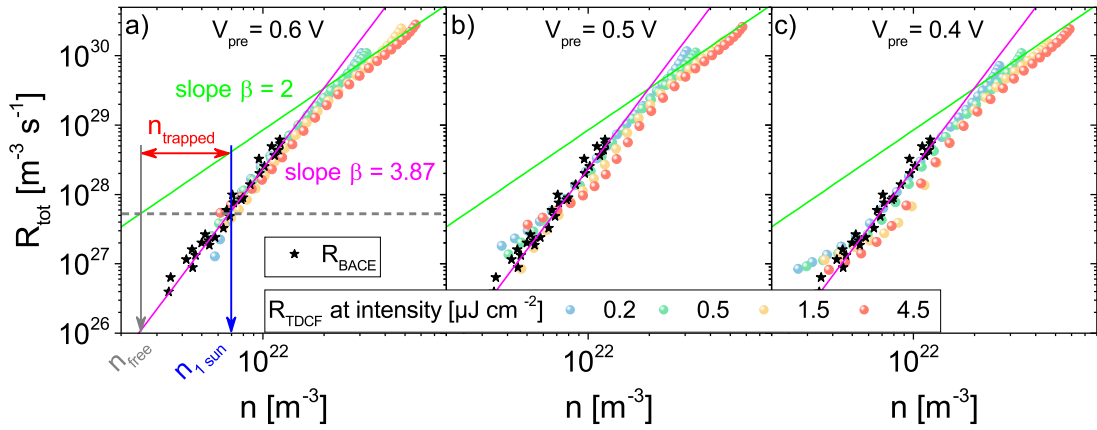 a) V_pre = 0.6 V
b) V_pre = 0.5 V
c) V_pre = 0.4 V
10^30
10^29
10^28
10^27
10^26
R_tot [m^-3 s^-1]
slope β = 2
n_trapped
slope β = 3.87
R_BACE
R_TDCF at intensity [µJ cm^-2] 0.2 0.5 1.5 4.5
n_free
n_1 sun
10^22
10^22
10^22
n [m^-3]
n [m^-3]
n [m^-3]